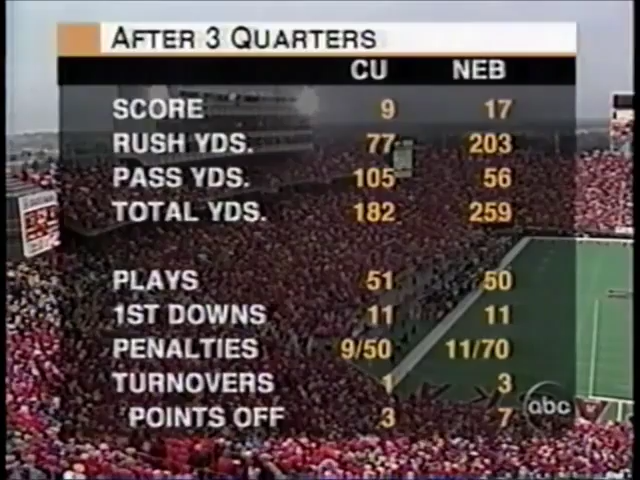 AFTER 3 QUARTERS
CU NEB
SCORE 9 17
RUSH YDS. 77 203
PASS YDS. 105 56
TOTAL YDS. 182 259
PLAYS 51 50
1ST DOWNS 11 11
PENALTIES 9/50 11/70
TURNOVERS 1 3
POINTS OFF 3 7
abc